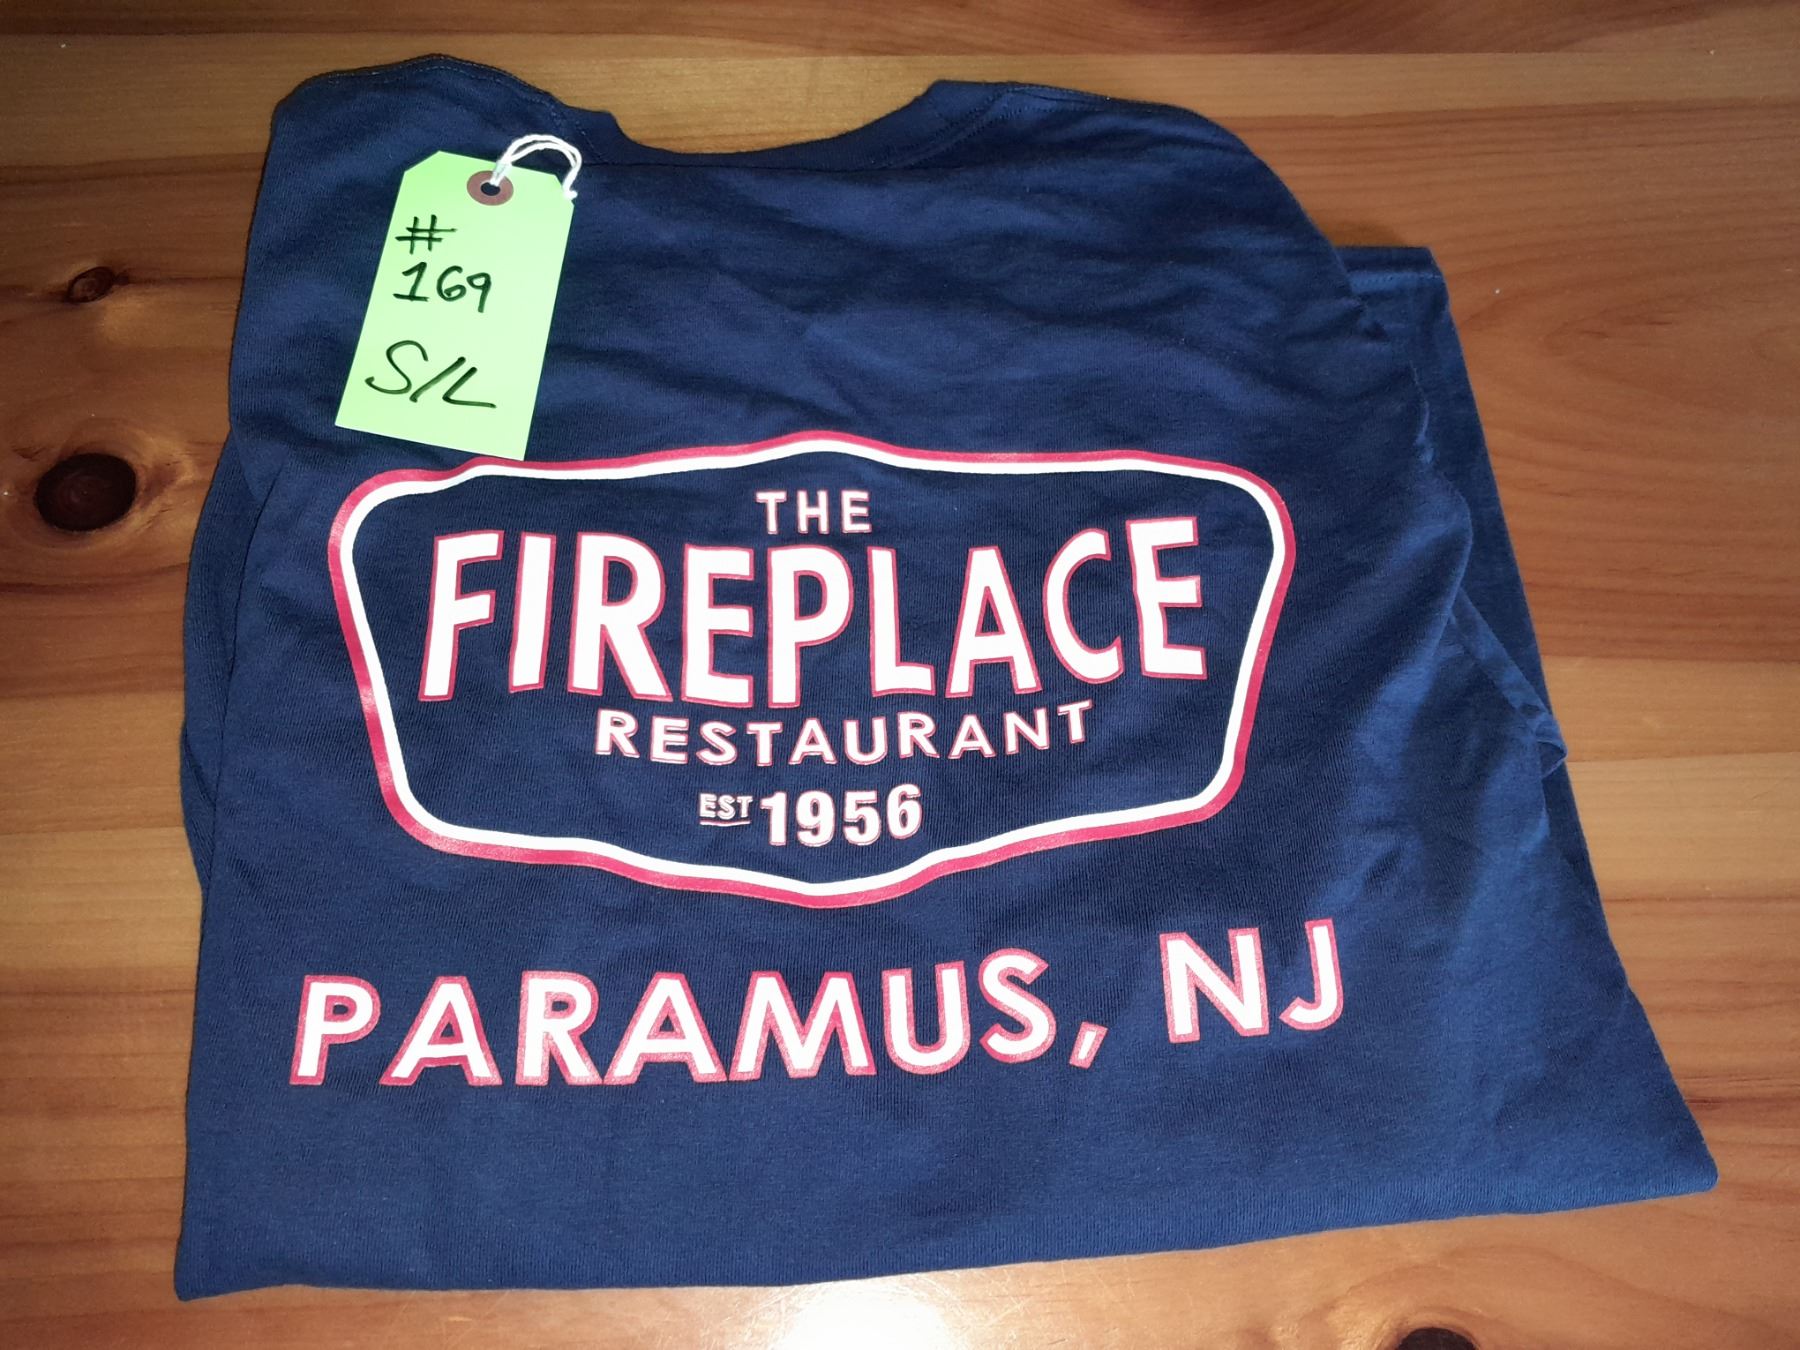 #
169
S/L
THE
FIREPLACE
RESTAURANT
EST 1956
PARAMUS, NJ